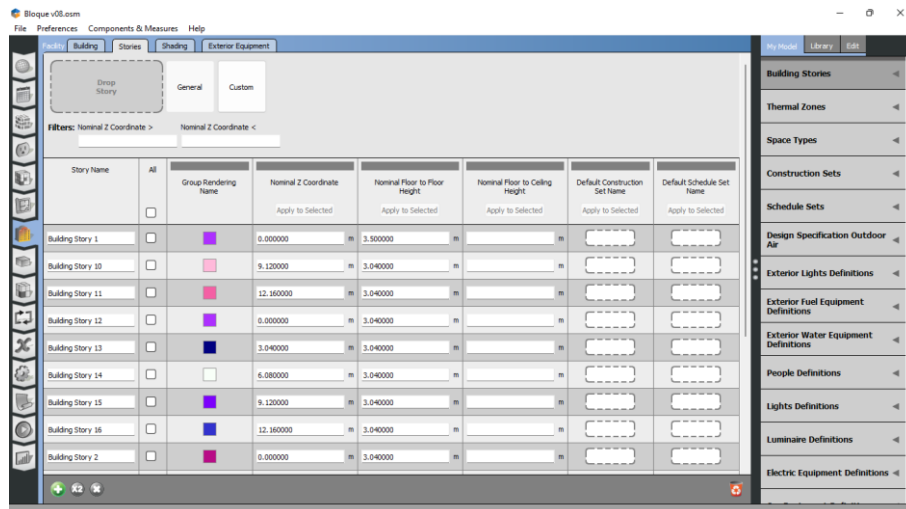 Bloque v08.osm
File Preferences Components & Measures Help
Facility Building Stories Shading Exterior Equipment
My Model Library Edit
Drop
Story
General
Custom
Filters: Nominal Z Coordinate >
Nominal Z Coordinate <
Story Name
All
Group Rendering
Name
Nominal Z Coordinate
Nominal Floor to Floor
Height
Nominal Floor to Ceiling
Height
Default Construction
Set Name
Default Schedule Set
Name
Apply to Selected Apply to Selected Apply to Selected Apply to Selected Apply to Selected
Building Story 1 0.000000 m 3.500000 m m
Building Story 10 9.120000 m 3.040000 m m
Building Story 11 12.160000 m 3.040000 m m
Building Story 12 0.000000 m 3.040000 m m
Building Story 13 3.040000 m 3.040000 m m
Building Story 14 6.080000 m 3.040000 m m
Building Story 15 9.120000 m 3.040000 m m
Building Story 16 12.160000 m 3.040000 m m
Building Story 2 0.000000 m 3.040000 m m
x2
Building Stories
Thermal Zones
Space Types
Construction Sets
Schedule Sets
Design Specification Outdoor
Air
Exterior Lights Definitions
Exterior Fuel Equipment
Definitions
Exterior Water Equipment
Definitions
People Definitions
Lights Definitions
Luminaire Definitions
Electric Equipment Definitions